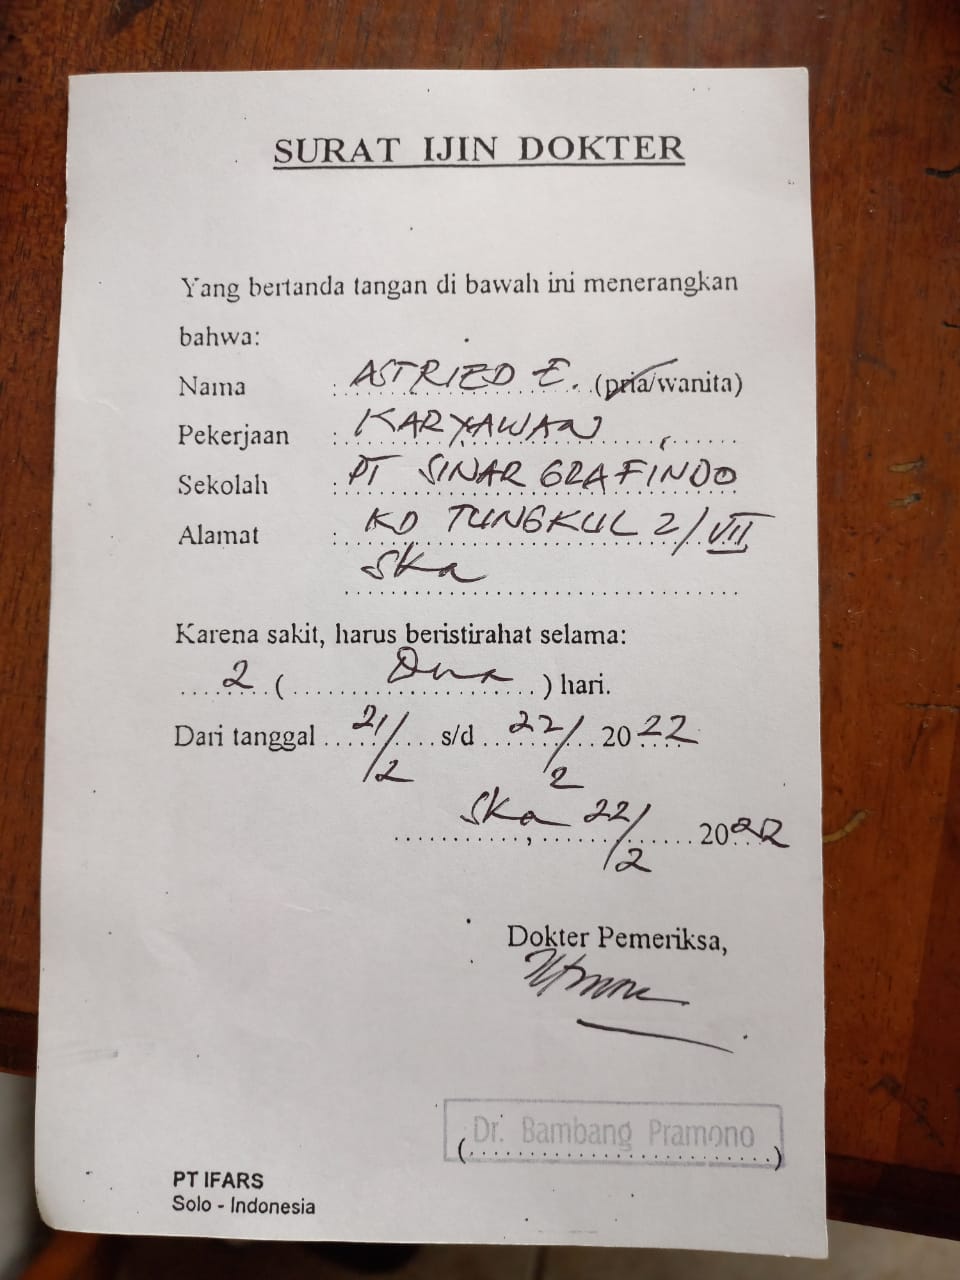 SURAT IJIN DOKTER
Yang bertanda tangan di bawah ini menerangkan
bahwa:
Nama : ASTRIED E. (pria/wanita)
Pekerjaan : KARYAWAN
Sekolah : PT SINAR GRAFINDO
Alamat : KD TUNGKUL 2/VII
Ska
Karena sakit, harus beristirahat selama:
2 ( Dua ) hari.
Dari tanggal 21/2 s/d 22/2 2022
Ska, 22/2 2022
Dokter Pemeriksa,
Dr. Bambang Pramono
PT IFARS
Solo - Indonesia